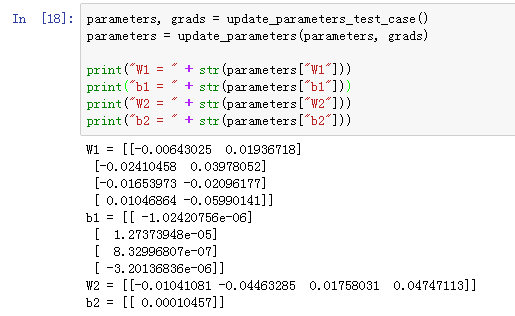 In [18]: parameters, grads = update_parameters_test_case()
parameters = update_parameters(parameters, grads)
print("W1 = " + str(parameters["W1"]))
print("b1 = " + str(parameters["b1"]))
print("W2 = " + str(parameters["W2"]))
print("b2 = " + str(parameters["b2"]))
W1 = [[-0.00643025  0.01936718]
 [-0.02410458  0.03978052]
 [-0.01653973 -0.02096177]
 [ 0.01046864 -0.05990141]]
b1 = [[ -1.02420756e-06]
 [  1.27373948e-05]
 [  8.32996807e-07]
 [ -3.20136836e-06]]
W2 = [[-0.01041081 -0.04463285  0.01758031  0.04747113]]
b2 = [[ 0.00010457]]